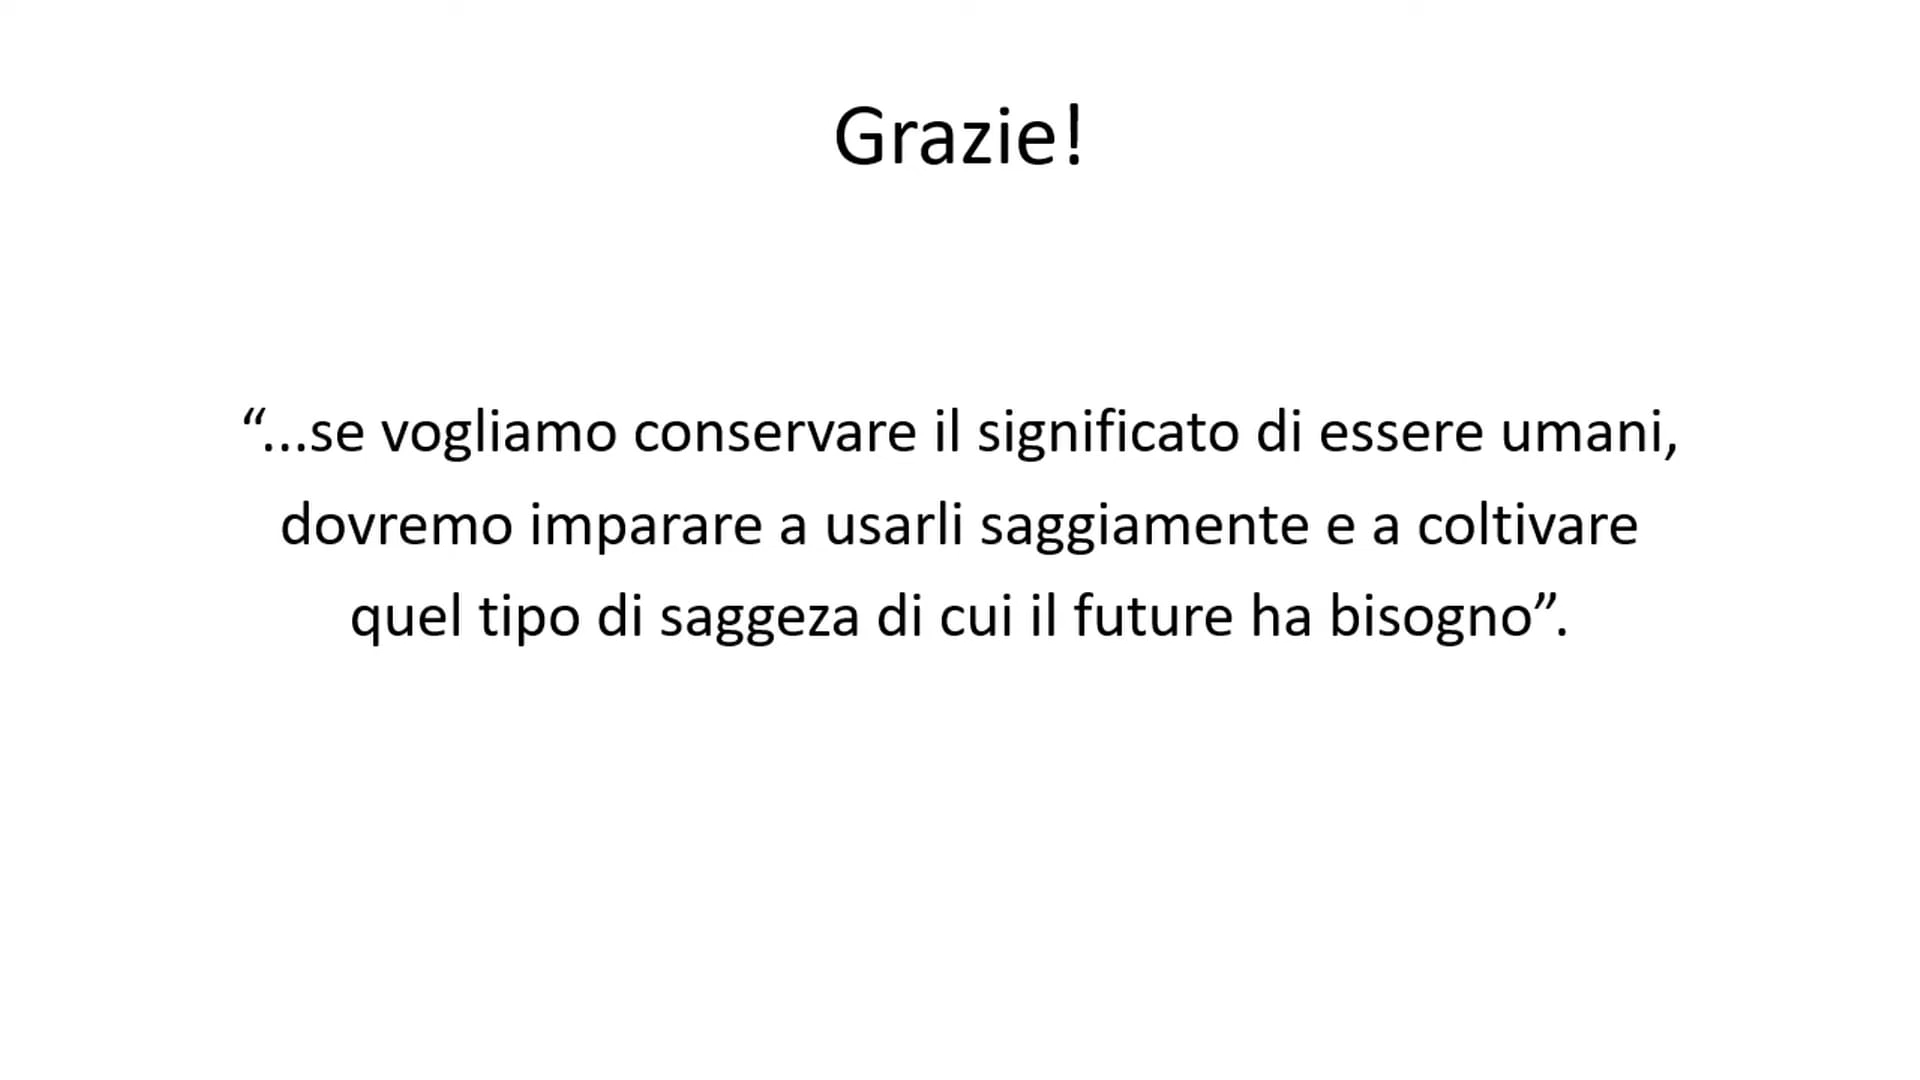 Grazie!
“...se vogliamo conservare il significato di essere umani,
dovremo imparare a usarli saggiamente e a coltivare
quel tipo di saggeza di cui il future ha bisogno”.